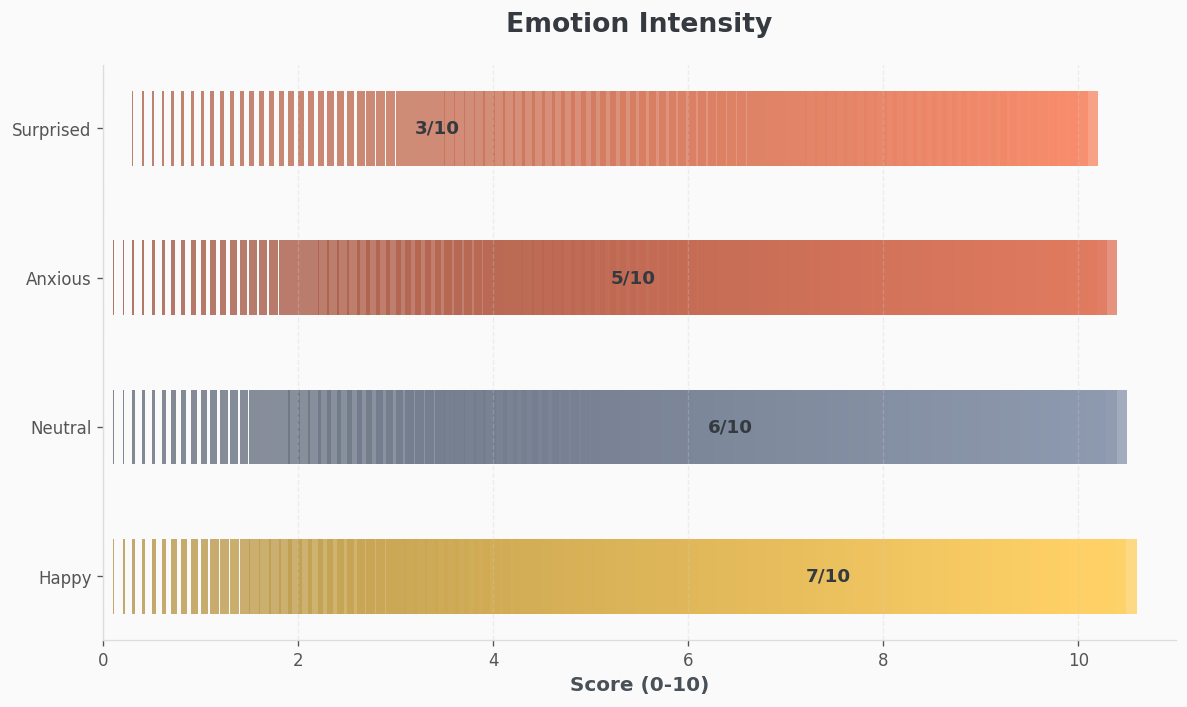 Emotion Intensity
Surprised
3/10
Anxious
5/10
Neutral
6/10
Happy
7/10
0 2 4 6 8 10
Score (0-10)